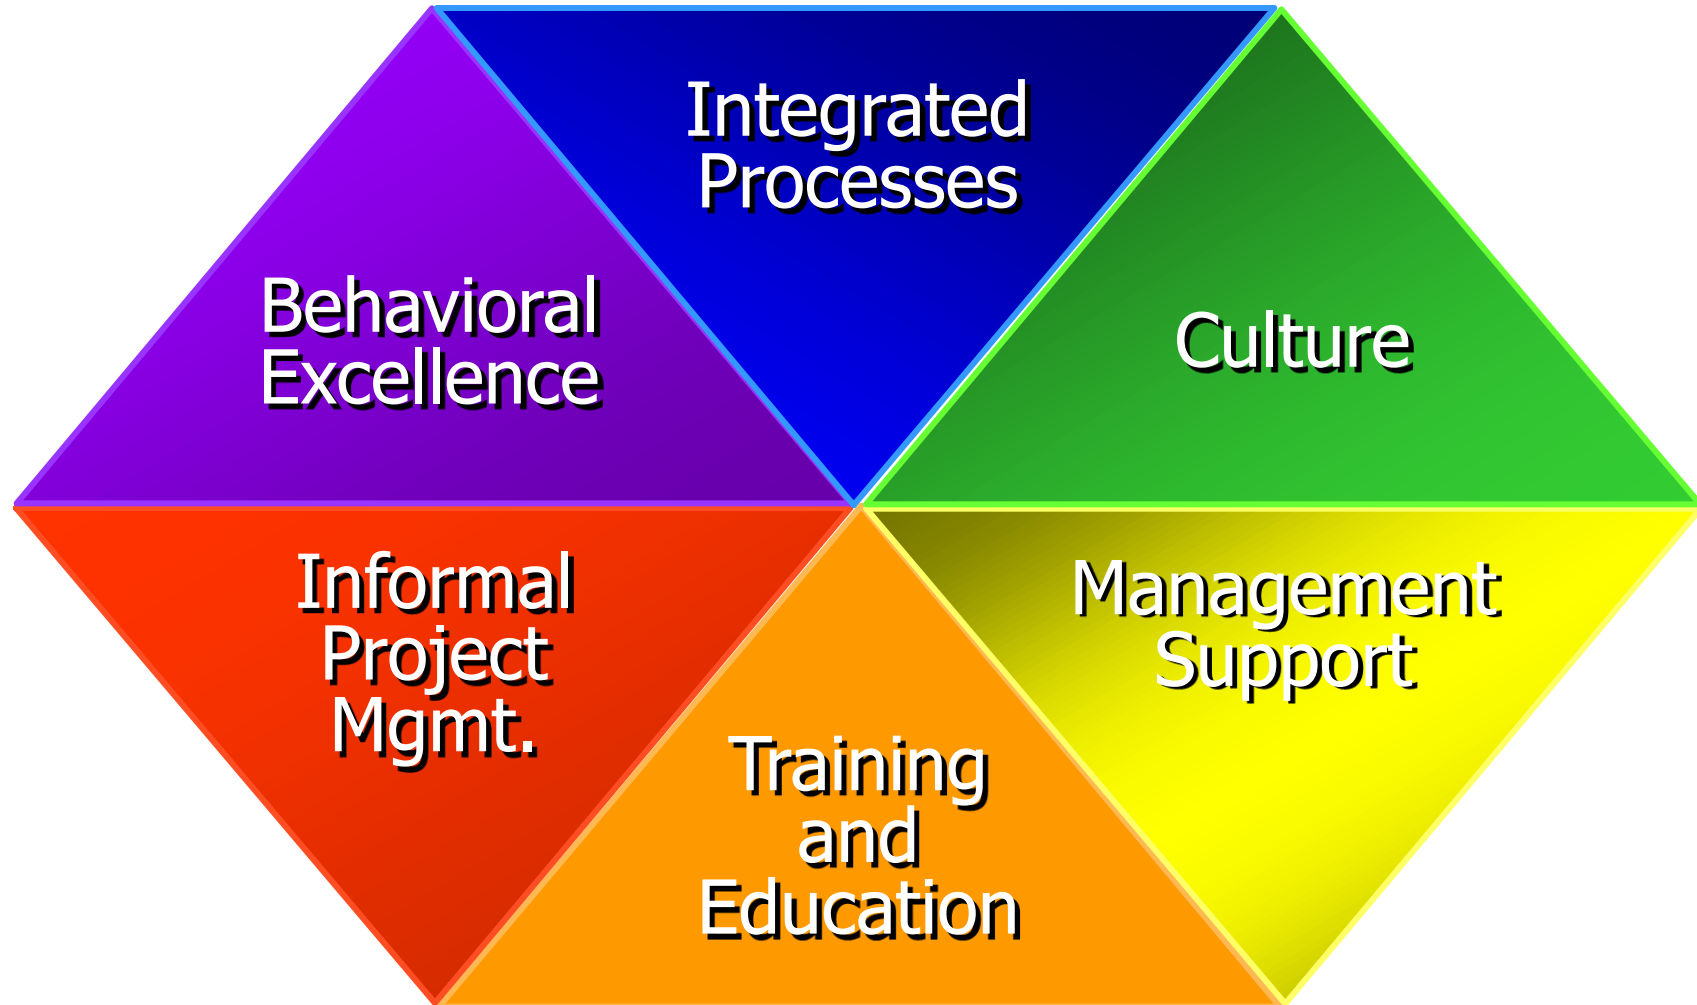 Integrated
Processes
Behavioral
Excellence
Culture
Informal
Project
Mgmt.
Management
Support
Training
and
Education